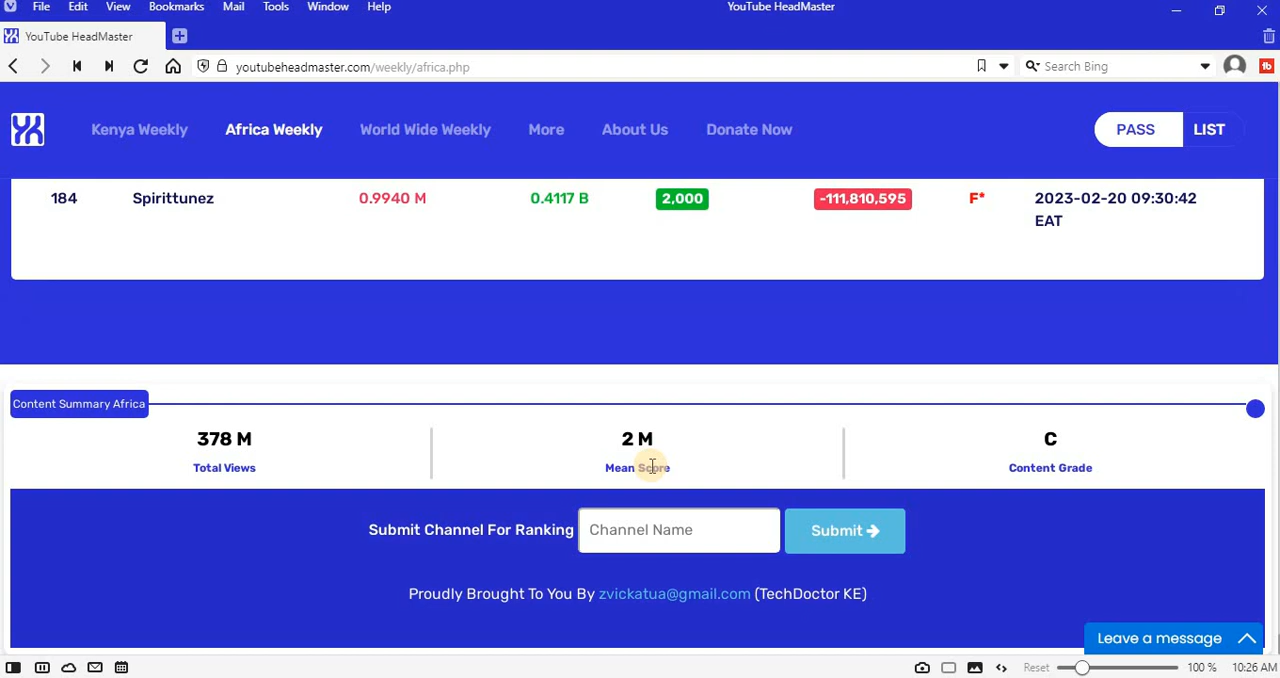 File Edit View Bookmarks Mail Tools Window Help YouTube HeadMaster
YouTube HeadMaster
youtubeheadmaster.com/weekly/africa.php Search Bing
Kenya Weekly Africa Weekly World Wide Weekly More About Us Donate Now PASS LIST
184 Spirittunez 0.9940 M 0.4117 B 2,000 -111,810,595 F* 2023-02-20 09:30:42
EAT
Content Summary Africa
378 M 2 M C
Total Views Mean Score Content Grade
Submit Channel For Ranking Channel Name Submit
Proudly Brought To You By zvickatua@gmail.com (TechDoctor KE)
Leave a message
Reset 100 % 10:26 AM